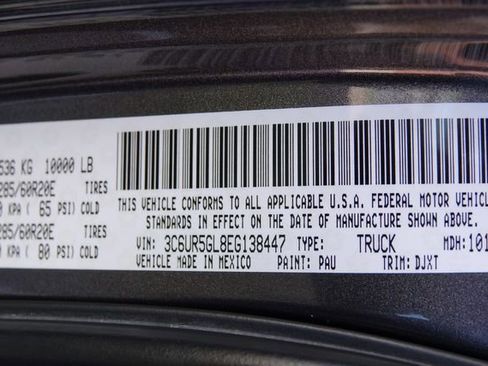 536 KG 10000 LB
285/60R20E TIRES
0 KPA ( 65 PSI) COLD
285/60R20E TIRES
0 KPA ( 80 PSI) COLD
THIS VEHICLE CONFORMS TO ALL APPLICABLE U.S.A. FEDERAL MOTOR VEHICL
STANDARDS IN EFFECT ON THE DATE OF MANUFACTURE SHOWN ABOVE.
VIN: 3C6UR5GL8EG138447 TYPE: TRUCK MDH: 101
VEHICLE MADE IN MEXICO PAINT: PAU TRIM: DJXT